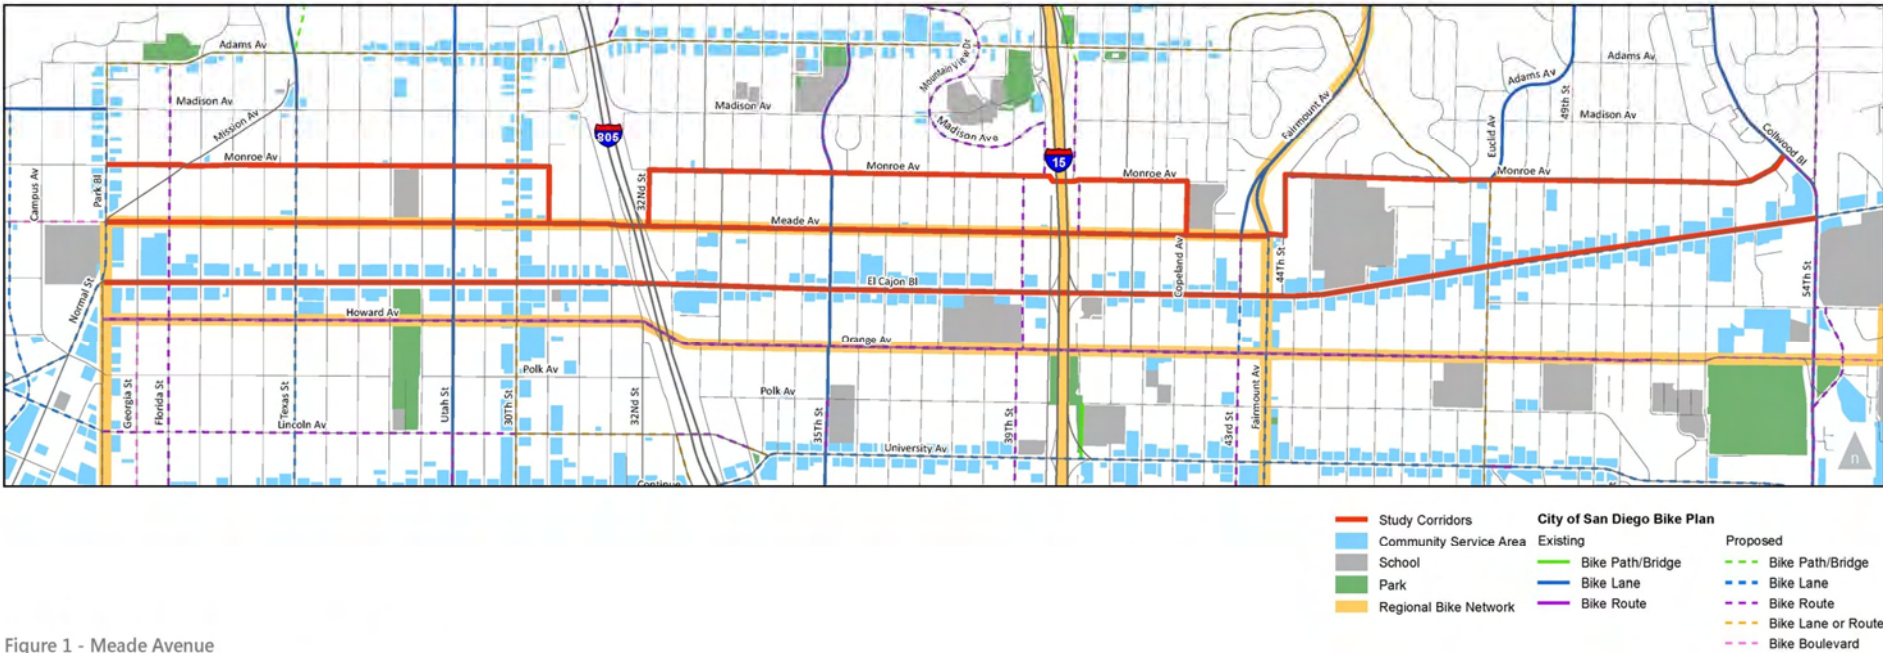 Adams Av
Adams Av
Adams Av
Mountain View Dr
Madison Av
Madison Av
Madison Ave
Madison Av
Mission Av
Fairmount Av
49th St
Euclid Av
Collwood Bl
805
15
Monroe Av
Monroe Av
Monroe Av
Monroe Av
Campus Av
Park Bl
32Nd St
Meade Av
Copeland Av
44Th St
54Th St
Normal St
El Cajon Bl
Howard Av
Orange Av
Polk Av
Polk Av
Georgia St
Florida St
Texas St
Utah St
30Th St
32Nd St
35Th St
39Th St
43rd St
Fairmount Av
Lincoln Av
University Av
Continue
n
Study Corridors
Community Service Area
School
Park
Regional Bike Network
City of San Diego Bike Plan
Existing
Bike Path/Bridge
Bike Lane
Bike Route
Proposed
Bike Path/Bridge
Bike Lane
Bike Route
Bike Lane or Route
Bike Boulevard
Figure 1 - Meade Avenue